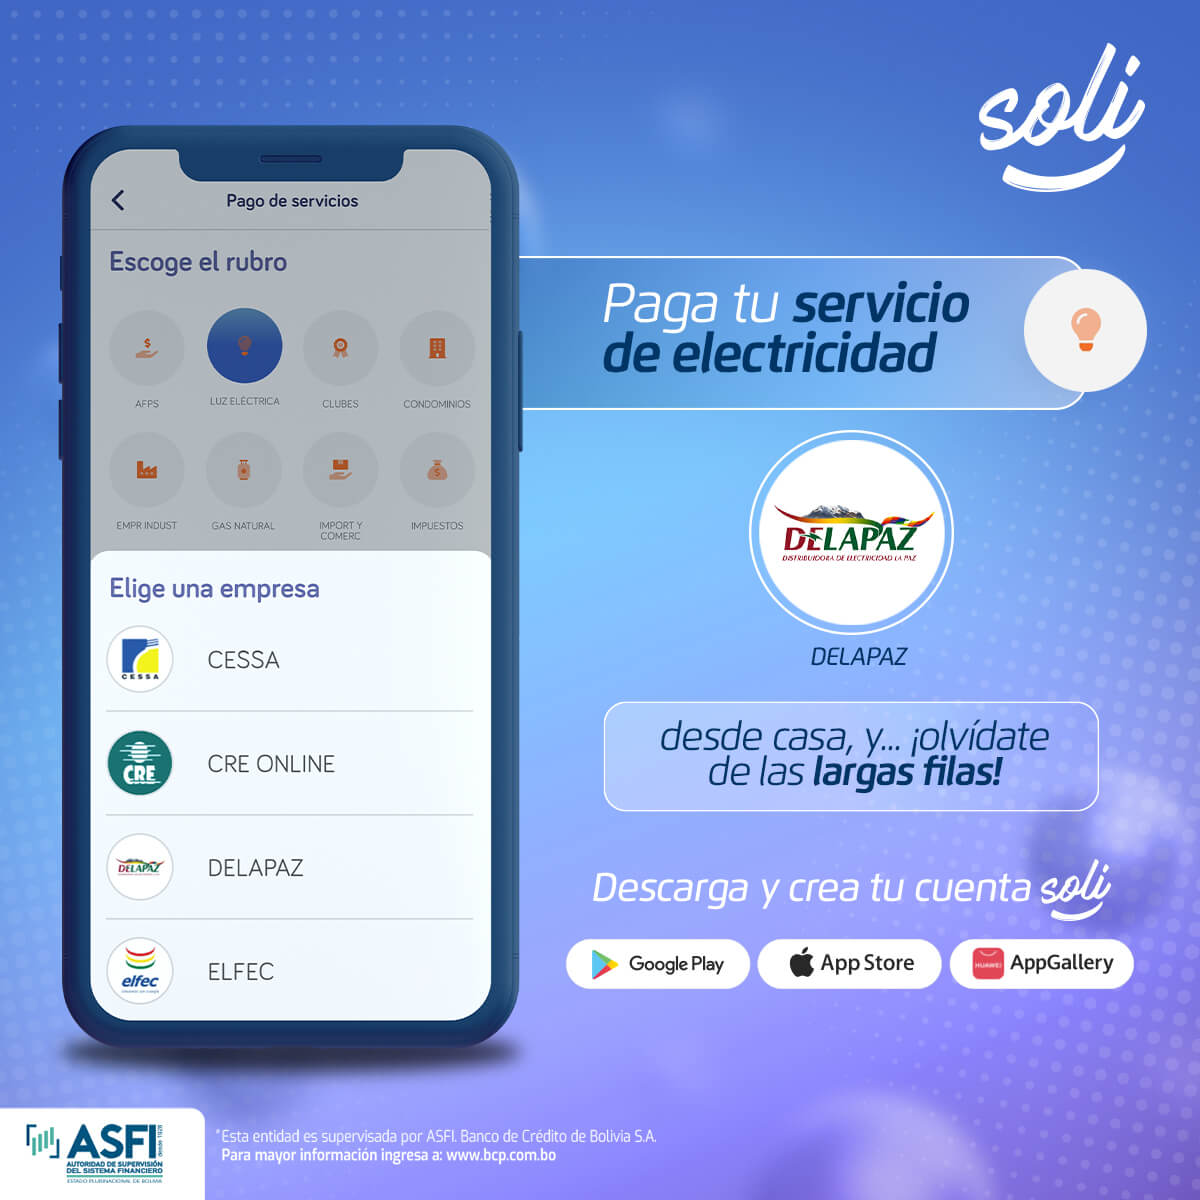 soli
Pago de servicios
Escoge el rubro
AFPS
LUZ ELÉCTRICA
CLUBES
CONDOMINIOS
EMPR INDUST
GAS NATURAL
IMPORT Y
COMERC
IMPUESTOS
Elige una empresa
CESSA
CESSA
CRE
CRE ONLINE
DELAPAZ
DELAPAZ
elfec
ELFEC
Paga tu servicio
de electricidad
DELAPAZ
DISTRIBUIDORA DE ELECTRICIDAD LA PAZ
DELAPAZ
desde casa, y... ¡olvídate
de las largas filas!
Descarga y crea tu cuenta soli
Google Play
App Store
HUAWEI
AppGallery
ASFI
desde 1928
AUTORIDAD DE SUPERVISIÓN
DEL SISTEMA FINANCIERO
ESTADO PLURINACIONAL DE BOLIVIA
*Esta entidad es supervisada por ASFI. Banco de Crédito de Bolivia S.A.
Para mayor información ingresa a: www.bcp.com.bo